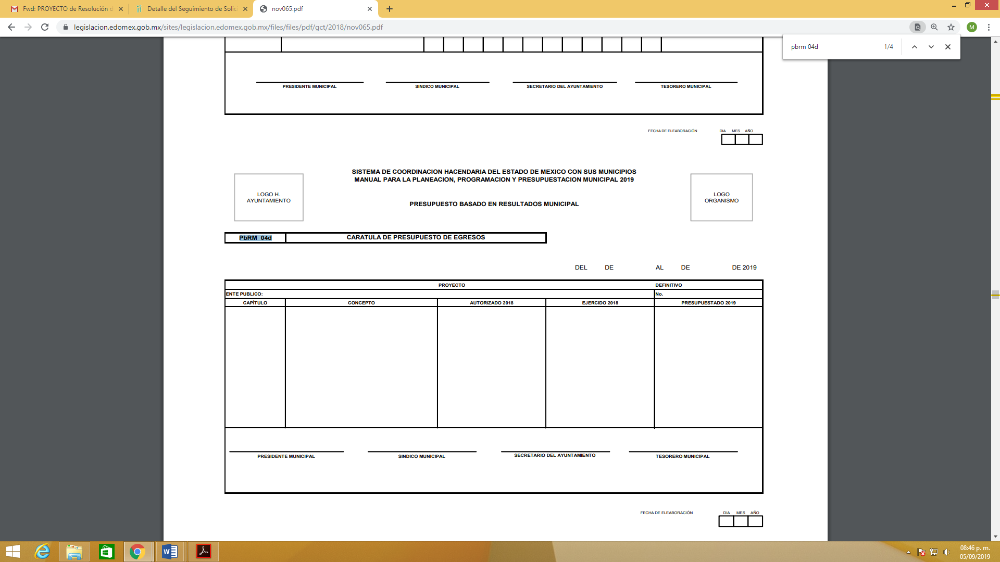 Fwd: PROYECTO de Resolución d
Detalle del Seguimiento de Solici
nov065.pdf
legislacion.edomex.gob.mx/sites/legislacion.edomex.gob.mx/files/files/pdf/gct/2018/nov065.pdf
M
pbrm 04d
1/4
PRESIDENTE MUNICIPAL
SINDICO MUNICIPAL
SECRETARIO DEL AYUNTAMIENTO
TESORERO MUNICIPAL
FECHA DE ELEABORACIÓN
DIA MES AÑO
LOGO H.
AYUNTAMIENTO
SISTEMA DE COORDINACION HACENDARIA DEL ESTADO DE MEXICO CON SUS MUNICIPIOS
MANUAL PARA LA PLANEACION, PROGRAMACION Y PRESUPUESTACION MUNICIPAL 2019
PRESUPUESTO BASADO EN RESULTADOS MUNICIPAL
LOGO
ORGANISMO
PbRM 04d
CARATULA DE PRESUPUESTO DE EGRESOS
DEL DE AL DE DE 2019
PROYECTO
DEFINITIVO
ENTE PUBLICO:
No.
CAPÍTULO
CONCEPTO
AUTORIZADO 2018
EJERCIDO 2018
PRESUPUESTADO 2019
PRESIDENTE MUNICIPAL
SINDICO MUNICIPAL
SECRETARIO DEL AYUNTAMIENTO
TESORERO MUNICIPAL
FECHA DE ELEABORACIÓN
DIA MES AÑO
08:46 p. m.
05/09/2019